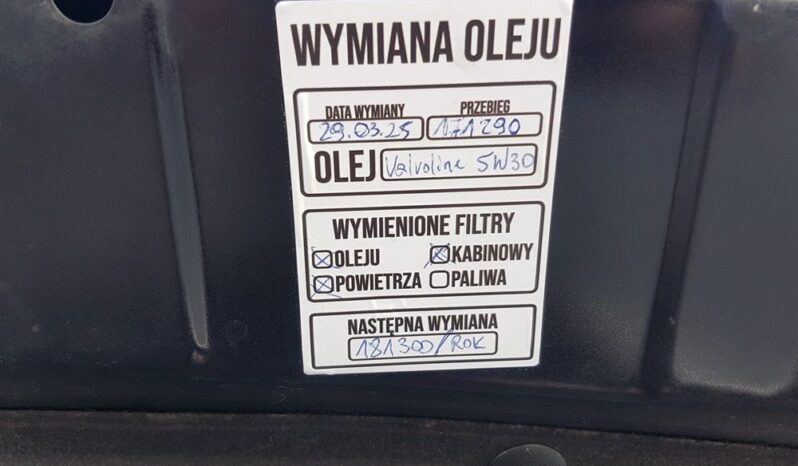 WYMIANA OLEJU
DATA WYMIANY PRZEBIEG
29.03.25 171290
OLEJ Valvoline 5W30
WYMIENIONE FILTRY
OLEJU KABINOWY
POWIETRZA PALIWA
NASTĘPNA WYMIANA
181300/ROK